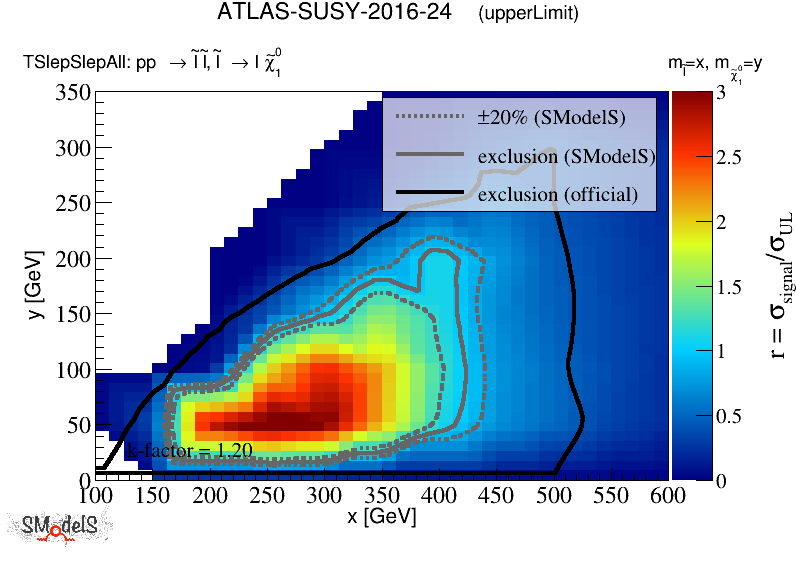 ATLAS-SUSY-2016-24 (upperLimit)
TSlepSlepAll: pp → l̃ l̃, l̃ → l χ̃₁⁰
m_l̃=x, m_χ̃₁⁰=y
±20% (SModelS)
exclusion (SModelS)
exclusion (official)
k-factor = 1.20
350
300
250
200
150
100
50
0
y [GeV]
100 150 200 250 300 350 400 450 500 550 600
x [GeV]
3
2.5
2
1.5
1
0.5
0
r = σ_signal/σ_UL
SModelS